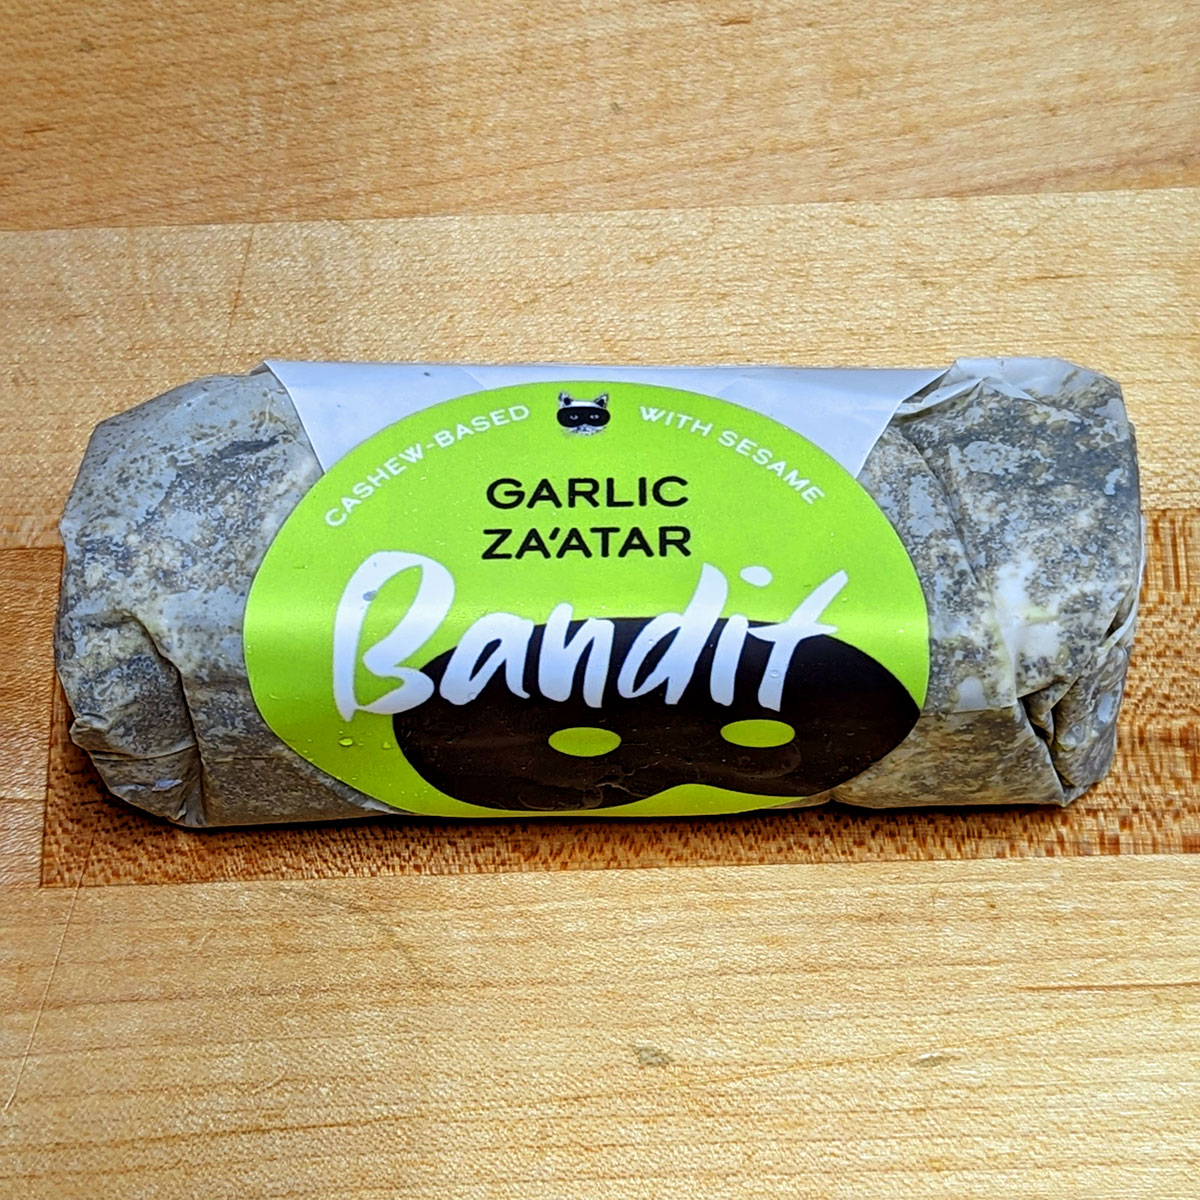 CASHEW-BASED WITH SESAME
GARLIC
ZA'ATAR
Bandit